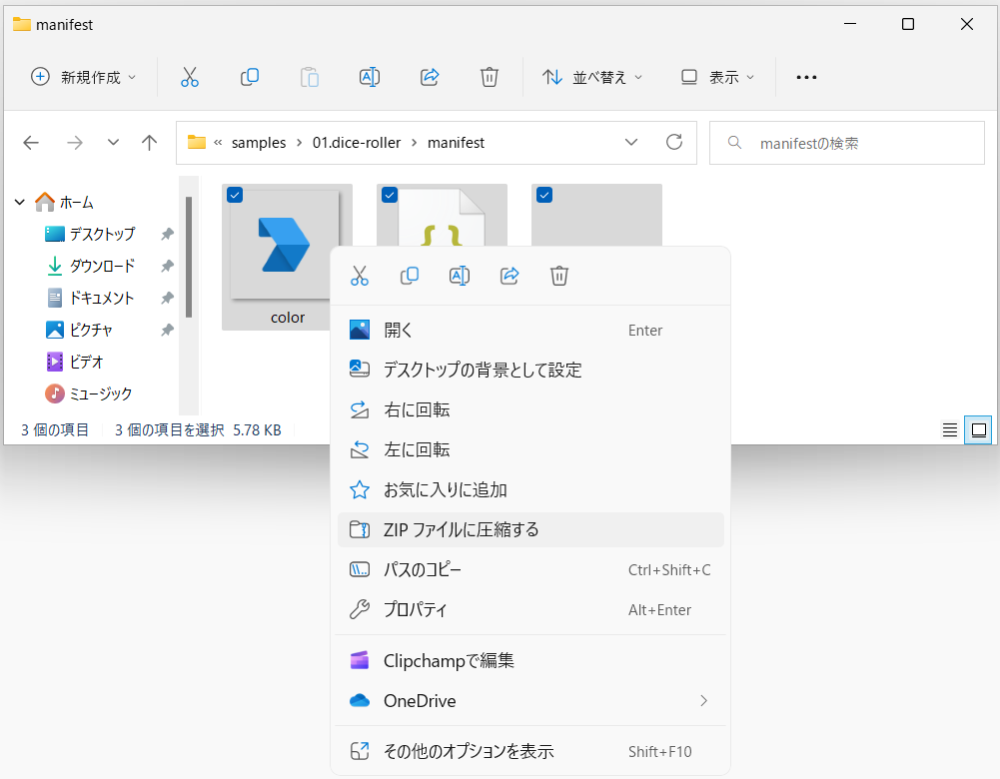 manifest
新規作成
並べ替え
表示
« samples > 01.dice-roller > manifest
manifestの検索
ホーム
デスクトップ
ダウンロード
ドキュメント
ピクチャ
ビデオ
ミュージック
color
{ }
3 個の項目
3 個の項目を選択 5.78 KB
開く Enter
デスクトップの背景として設定
右に回転
左に回転
お気に入りに追加
ZIP ファイルに圧縮する
パスのコピー Ctrl+Shift+C
プロパティ Alt+Enter
Clipchampで編集
OneDrive
その他のオプションを表示 Shift+F10